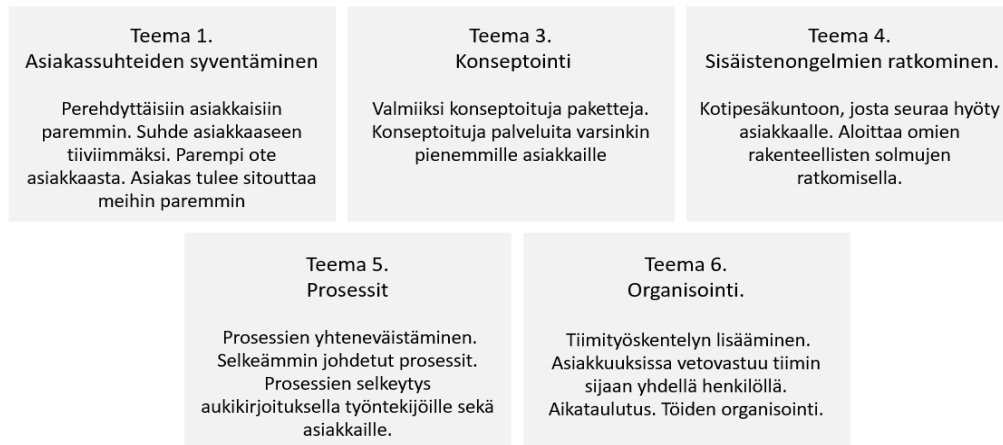 Teema 1.
Asiakassuhteiden syventäminen
Perehdyttäisiin asiakkaisiin
paremmin. Suhde asiakkaaseen
tiiviimmäksi. Parempi ote
asiakkaasta. Asiakas tulee sitouttaa
meihin paremmin
Teema 3.
Konseptointi
Valmiiksi konseptoituja paketteja.
Konseptoituja palveluita varsinkin
pienemmille asiakkaille
Teema 4.
Sisäistenongelmien ratkominen.
Kotipesäkuntoon, josta seuraa hyöty
asiakkaalle. Aloittaa omien
rakenteellisten solmujen
ratkomisella.
Teema 5.
Prosessit
Prosessien yhteneväistäminen.
Selkeämmin johdetut prosessit.
Prosessien selkeytys
aukikirjoituksella työntekijöille sekä
asiakkaille.
Teema 6.
Organisointi.
Tiimityöskentelyn lisääminen.
Asiakkuuksissa vetovastuu tiimin
sijaan yhdellä henkilöllä.
Aikataulutus. Töiden organisointi.